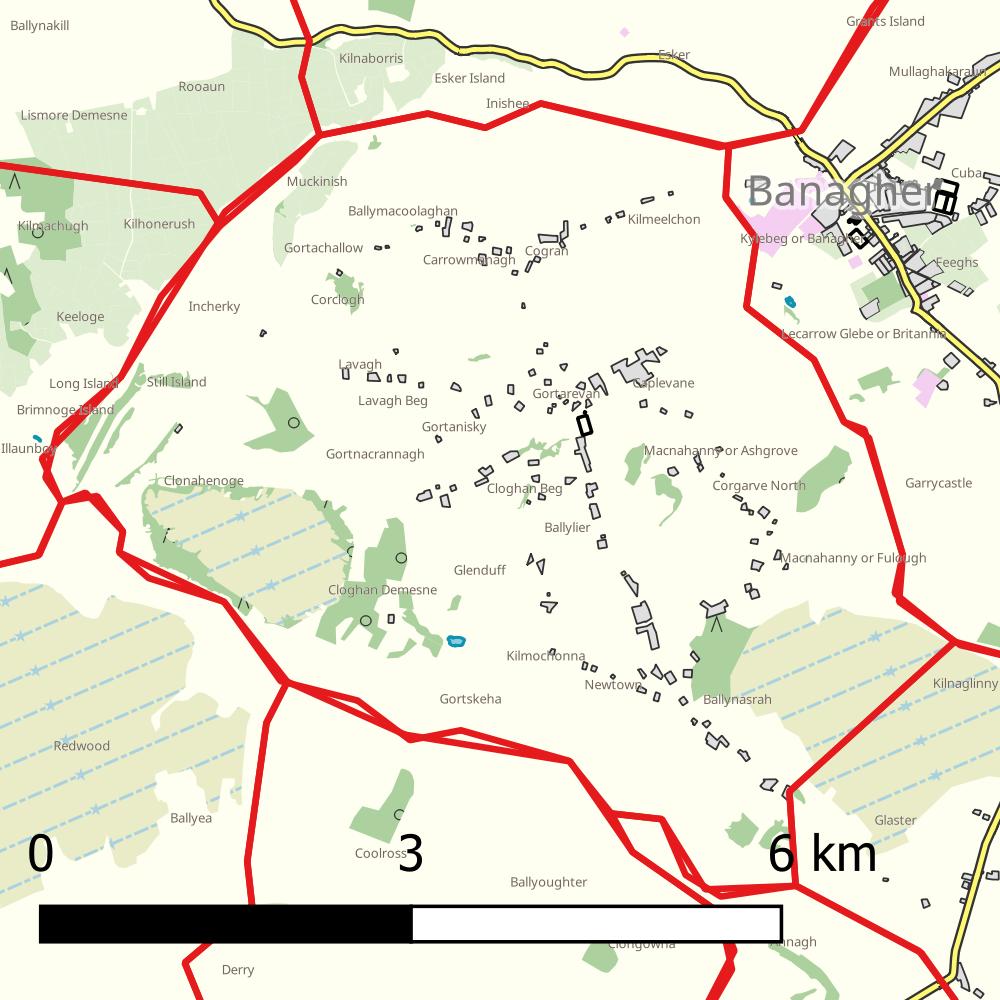 Ballynakill
Grants Island
Kilnaborris
Esker
Esker Island
Mullaghakaraun
Rooaun
Inishee
Lismore Demesne
Cuba
Muckinish
Banagher
Ballymacoolaghan
Kilmeelchon
Kilmachugh
Kilhonerush
Kylebeg or Banagher
Gortachallow
Cogran
Carrowmanagh
Feeghs
Corclogh
Incherky
Keeloge
Lecarrow Glebe or Britannia
Lavagh
Long Island
Still Island
Caplevane
Gortarevan
Lavagh Beg
Brimnoge Island
Gortanisky
Illaunboy
Gortnacrannagh
Macnahanny or Ashgrove
Clonahenoge
Garrycastle
Cloghan Beg
Corgarve North
Ballylier
Macnahanny or Fulough
Glenduff
Cloghan Demesne
Kilmochonna
Newtown
Kilnaglinny
Gortskeha
Ballynasrah
Redwood
Ballyea
Glaster
0 3 6 km
Coolross
Ballyoughter
Clongowna
Annagh
Derry